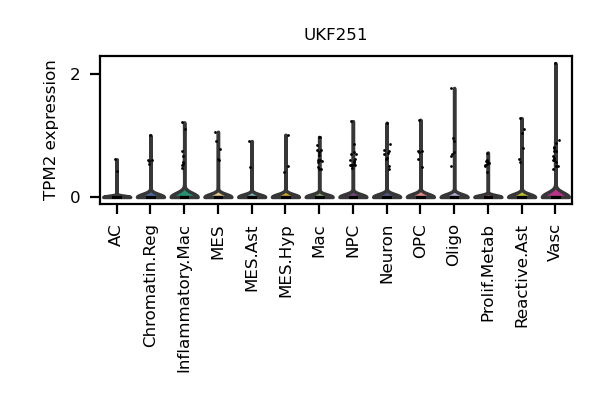 UKF251
TPM2 expression
2
0
AC
Chromatin.Reg
Inflammatory.Mac
MES
MES.Ast
MES.Hyp
Mac
NPC
Neuron
OPC
Oligo
Prolif.Metab
Reactive.Ast
Vasc